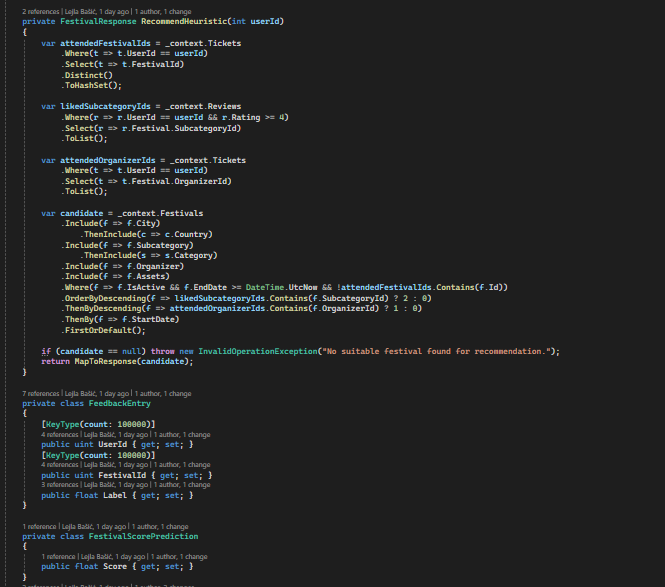 2 references | Lejla Bašić, 1 day ago | 1 author, 1 change
private FestivalResponse RecommendHeuristic(int userId)
{
    var attendedFestivalIds = _context.Tickets
        .Where(t => t.UserId == userId)
        .Select(t => t.FestivalId)
        .Distinct()
        .ToHashSet();

    var likedSubcategoryIds = _context.Reviews
        .Where(r => r.UserId == userId && r.Rating >= 4)
        .Select(r => r.Festival.SubcategoryId)
        .ToList();

    var attendedOrganizerIds = _context.Tickets
        .Where(t => t.UserId == userId)
        .Select(t => t.Festival.OrganizerId)
        .ToList();

    var candidate = _context.Festivals
        .Include(f => f.City)
            .ThenInclude(c => c.Country)
        .Include(f => f.Subcategory)
            .ThenInclude(s => s.Category)
        .Include(f => f.Organizer)
        .Include(f => f.Assets)
        .Where(f => f.IsActive && f.EndDate >= DateTime.UtcNow && !attendedFestivalIds.Contains(f.Id))
        .OrderByDescending(f => likedSubcategoryIds.Contains(f.SubcategoryId) ? 2 : 0)
        .ThenByDescending(f => attendedOrganizerIds.Contains(f.OrganizerId) ? 1 : 0)
        .ThenBy(f => f.StartDate)
        .FirstOrDefault();

    if (candidate == null) throw new InvalidOperationException("No suitable festival found for recommendation.");
    return MapToResponse(candidate);
}

7 references | Lejla Bašić, 1 day ago | 1 author, 1 change
private class FeedbackEntry
{
    [KeyType(count: 100000)]
    4 references | Lejla Bašić, 1 day ago | 1 author, 1 change
    public uint UserId { get; set; }
    [KeyType(count: 100000)]
    4 references | Lejla Bašić, 1 day ago | 1 author, 1 change
    public uint FestivalId { get; set; }
    3 references | Lejla Bašić, 1 day ago | 1 author, 1 change
    public float Label { get; set; }
}

1 reference | Lejla Bašić, 1 day ago | 1 author, 1 change
private class FestivalScorePrediction
{
    1 reference | Lejla Bašić, 1 day ago | 1 author, 1 change
    public float Score { get; set; }
}